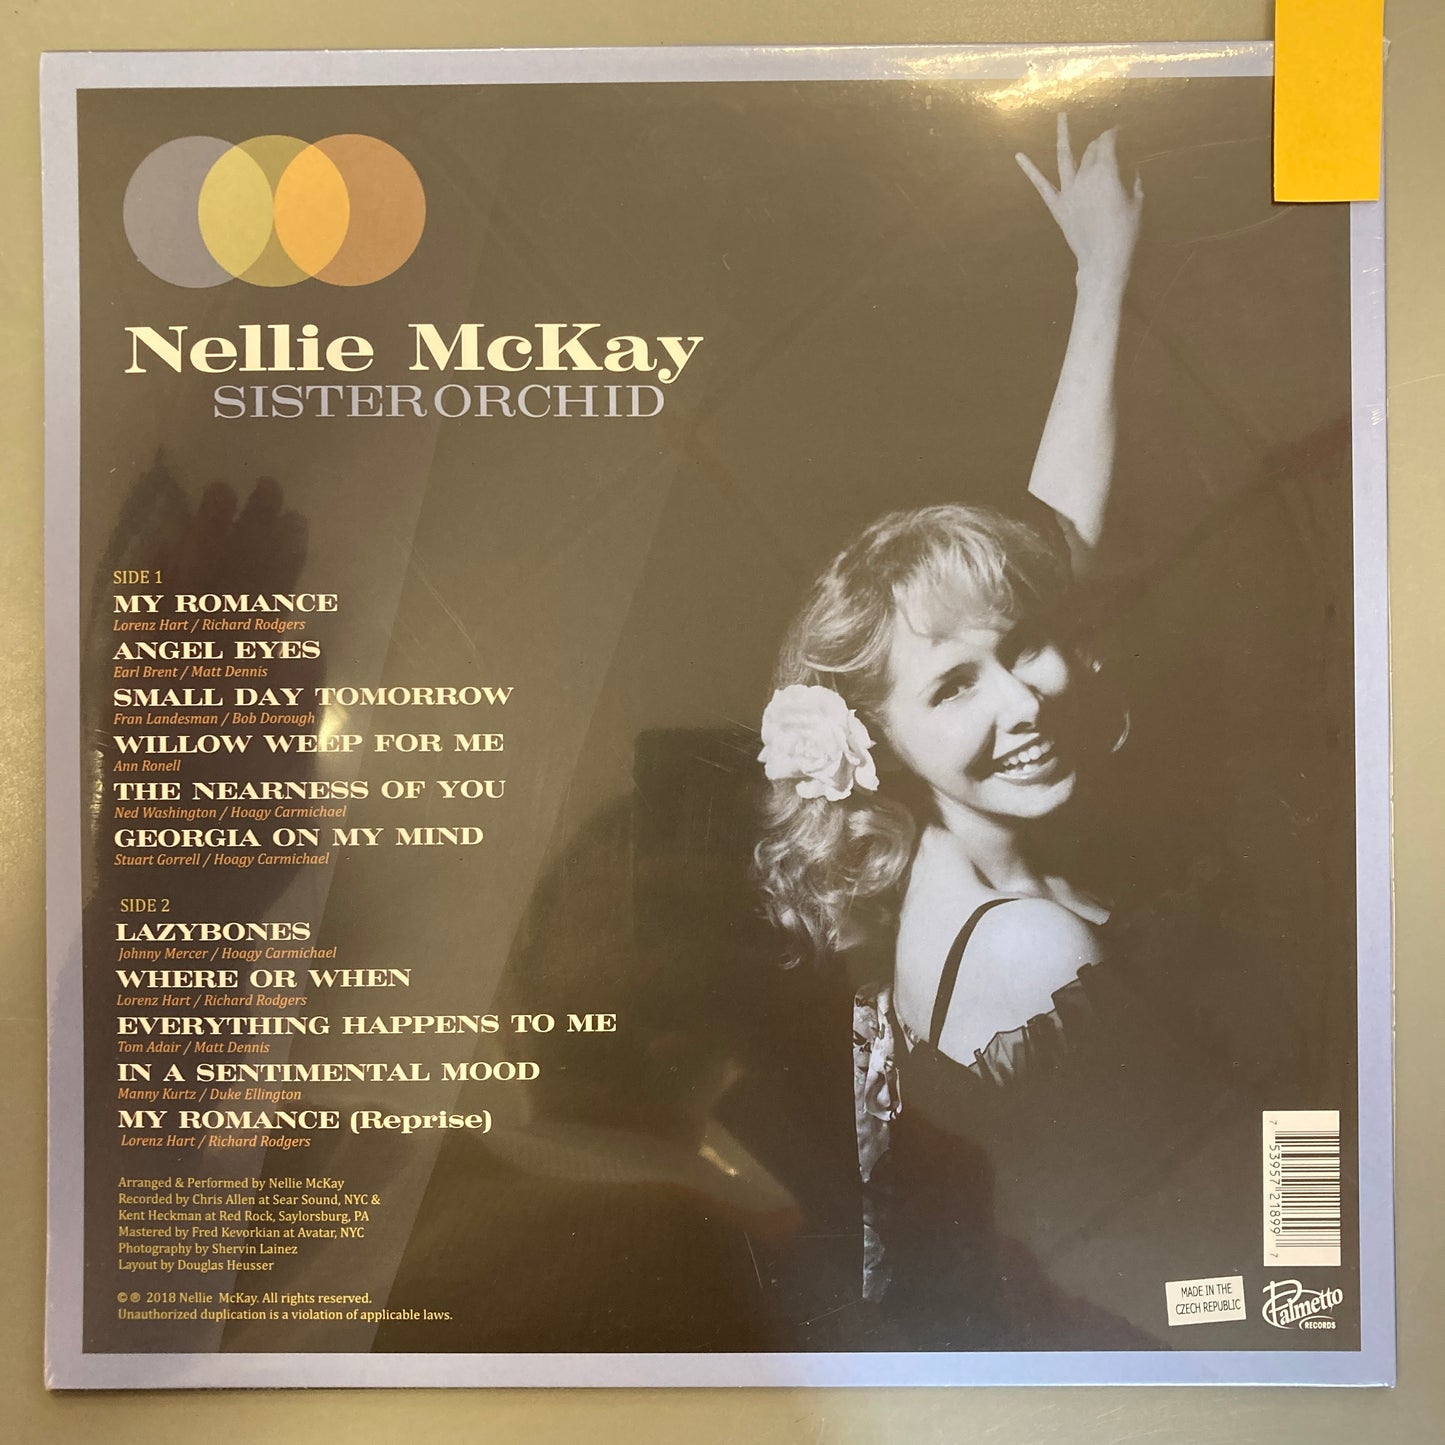 Nellie McKay
SISTER ORCHID
SIDE 1
MY ROMANCE
Lorenz Hart / Richard Rodgers
ANGEL EYES
Earl Brent / Matt Dennis
SMALL DAY TOMORROW
Fran Landesman / Bob Dorough
WILLOW WEEP FOR ME
Ann Ronell
THE NEARNESS OF YOU
Ned Washington / Hoagy Carmichael
GEORGIA ON MY MIND
Stuart Gorrell / Hoagy Carmichael
SIDE 2
LAZYBONES
Johnny Mercer / Hoagy Carmichael
WHERE OR WHEN
Lorenz Hart / Richard Rodgers
EVERYTHING HAPPENS TO ME
Tom Adair / Matt Dennis
IN A SENTIMENTAL MOOD
Manny Kurtz / Duke Ellington
MY ROMANCE (Reprise)
Lorenz Hart / Richard Rodgers
Arranged & Performed by Nellie McKay
Recorded by Chris Allen at Sear Sound, NYC &
Kent Heckman at Red Rock, Saylorsburg, PA
Mastered by Fred Kevorkian at Avatar, NYC
Photography by Shervin Lainez
Layout by Douglas Heusser
©℗ 2018 Nellie McKay. All rights reserved.
Unauthorized duplication is a violation of applicable laws.
7 53957 21899 7
MADE IN THE
CZECH REPUBLIC
Palmetto
RECORDS